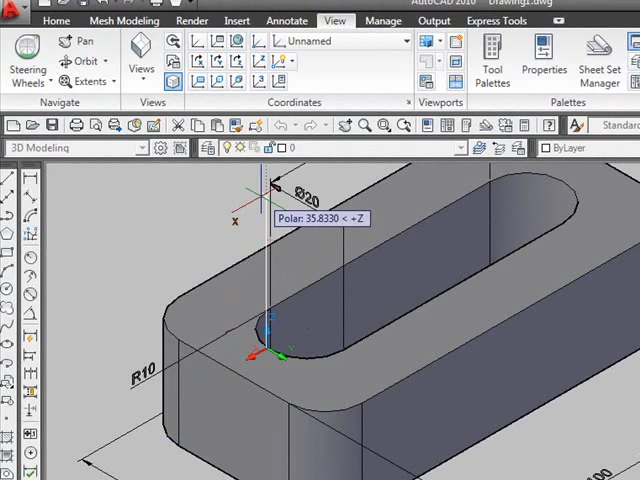 AutoCAD 2010 Drawing1.dwg
Home Mesh Modeling Render Insert Annotate View Manage Output Express Tools
Pan
Orbit
Extents
Steering
Wheels
Views
Unnamed
Tool
Palettes
Properties
Sheet Set
Manager
Navigate Views Coordinates Viewports Palettes
Standard
3D Modeling 0 ByLayer
Ø20
Polar: 35.8330 < +Z
X
Z
X
Y
R10
100